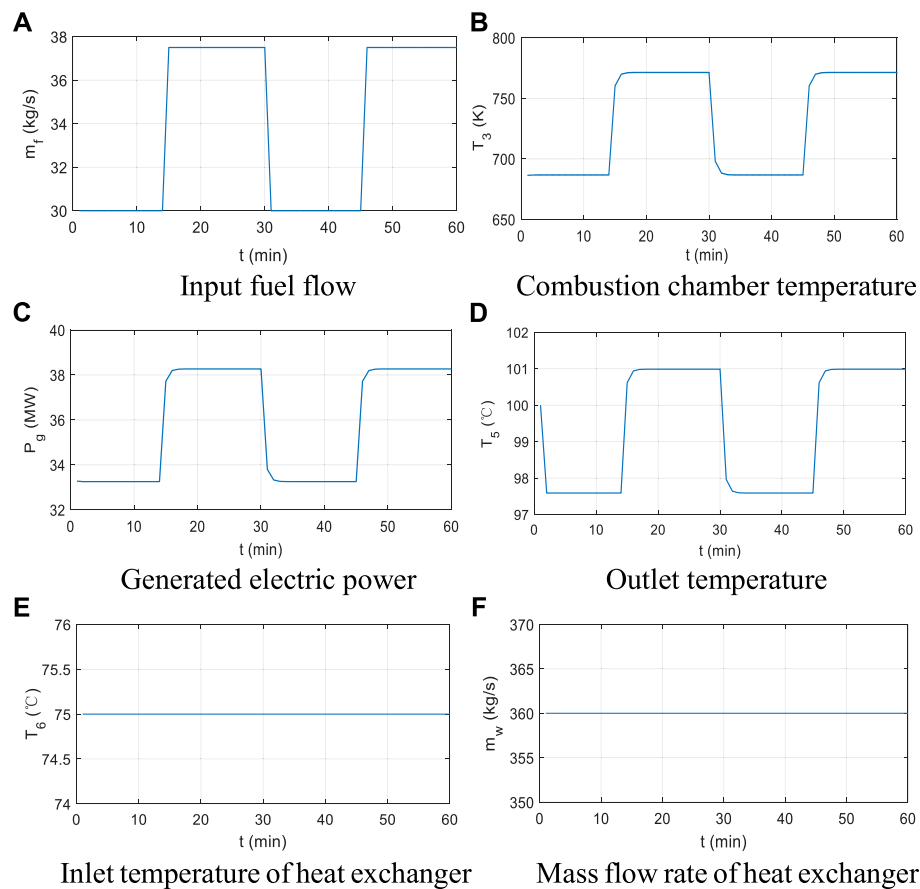 A
38
36
34
32
30
m_f (kg/s)
0 10 20 30 40 50 60
t (min)
Input fuel flow
B
800
750
700
650
T_3 (K)
0 10 20 30 40 50 60
t (min)
Combustion chamber temperature
C
40
38
36
34
32
P_g (MW)
0 10 20 30 40 50 60
t (min)
Generated electric power
D
102
101
100
99
98
97
T_5 (℃)
0 10 20 30 40 50 60
t (min)
Outlet temperature
E
76
75.5
75
74.5
74
T_6 (℃)
0 10 20 30 40 50 60
t (min)
Inlet temperature of heat exchanger
F
370
365
360
355
350
m_w (kg/s)
0 10 20 30 40 50 60
t (min)
Mass flow rate of heat exchanger